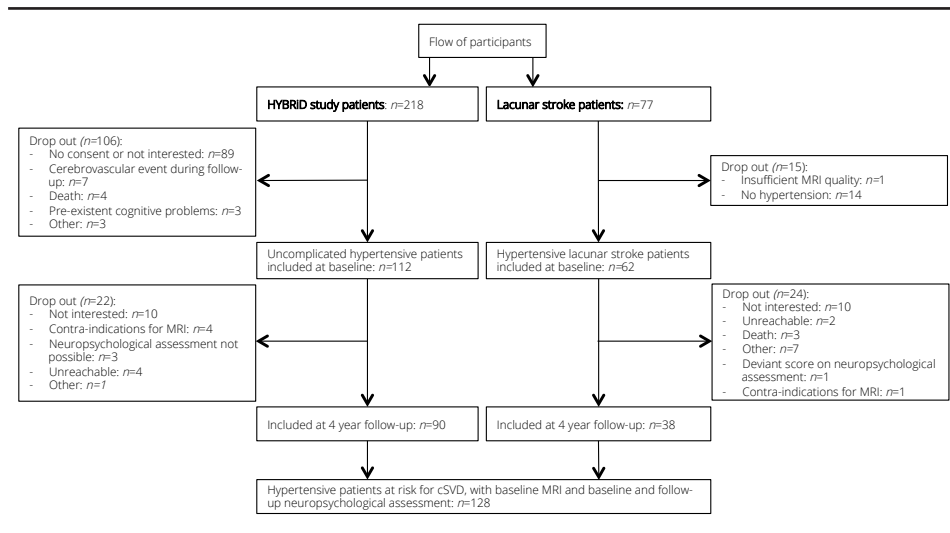 Flow of participants
HYBRiD study patients: n=218
Lacunar stroke patients: n=77
Drop out (n=106):
- No consent or not interested: n=89
- Cerebrovascular event during follow-
up: n=7
- Death: n=4
- Pre-existent cognitive problems: n=3
- Other: n=3
Drop out (n=15):
- Insufficient MRI quality: n=1
- No hypertension: n=14
Uncomplicated hypertensive patients
included at baseline: n=112
Hypertensive lacunar stroke patients
included at baseline: n=62
Drop out (n=22):
- Not interested: n=10
- Contra-indications for MRI: n=4
- Neuropsychological assessment not
possible: n=3
- Unreachable: n=4
- Other: n=1
Drop out (n=24):
- Not interested: n=10
- Unreachable: n=2
- Death: n=3
- Other: n=7
- Deviant score on neuropsychological
assessment: n=1
- Contra-indications for MRI: n=1
Included at 4 year follow-up: n=90
Included at 4 year follow-up: n=38
Hypertensive patients at risk for cSVD, with baseline MRI and baseline and follow-
up neuropsychological assessment: n=128